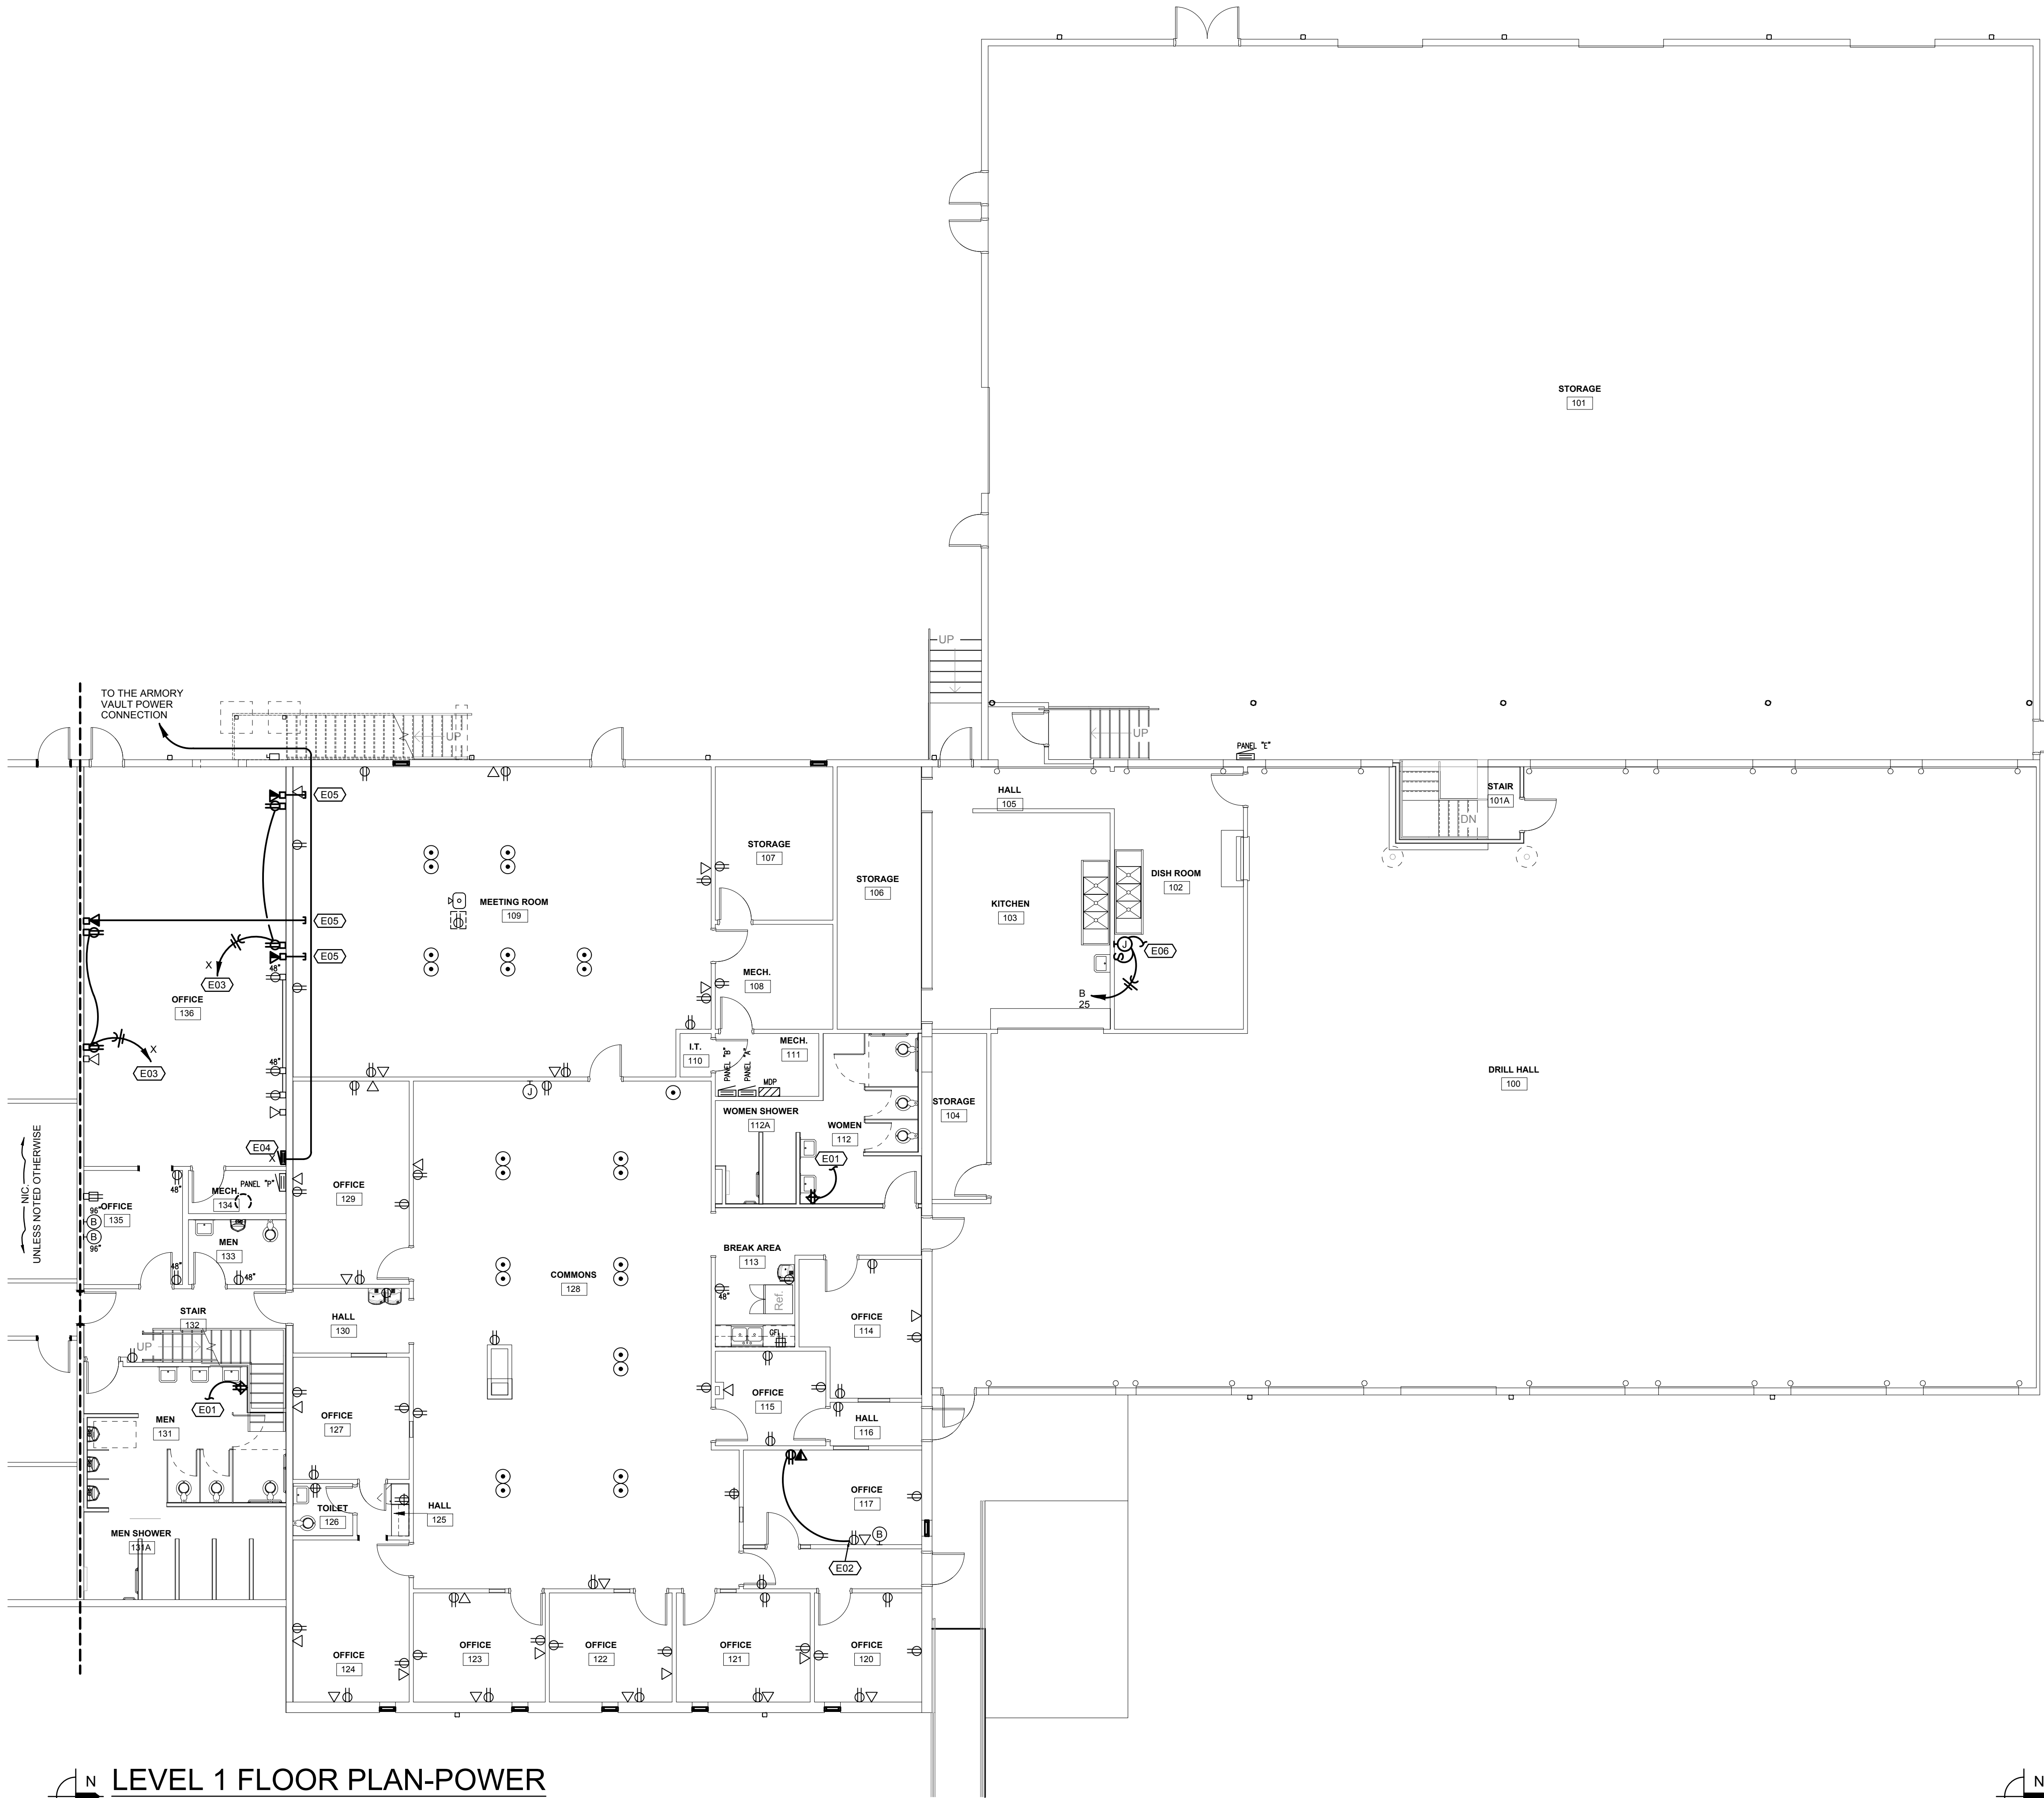 STORAGE
101
UP
TO THE ARMORY
VAULT POWER
CONNECTION
UP
UP
PANEL "E"
E05
HALL
105
STAIR
101A
DN
STORAGE
107
STORAGE
106
DISH ROOM
102
MEETING ROOM
109
KITCHEN
103
E05
J
S
E06
E05
48"
X
E03
MECH.
108
B
25
OFFICE
136
X
E03
48"
I.T.
110
PANEL "B"
PANEL "A"
MDP
MECH.
111
DRILL HALL
100
J
STORAGE
104
WOMEN SHOWER
112A
WOMEN
112
E01
NIC.
UNLESS NOTED OTHERWISE
E04
X
PANEL "P"
MECH.
134
48"
OFFICE
135
96"
B
B
96"
OFFICE
129
MEN
133
48"
48"
BREAK AREA
113
48"
Ref.
GFI
COMMONS
128
STAIR
132
UP
HALL
130
OFFICE
114
OFFICE
115
HALL
116
E01
MEN
131
OFFICE
127
OFFICE
117
B
E02
TOILET
126
HALL
125
MEN SHOWER
131A
OFFICE
124
OFFICE
123
OFFICE
122
OFFICE
121
OFFICE
120
N
LEVEL 1 FLOOR PLAN-POWER
N